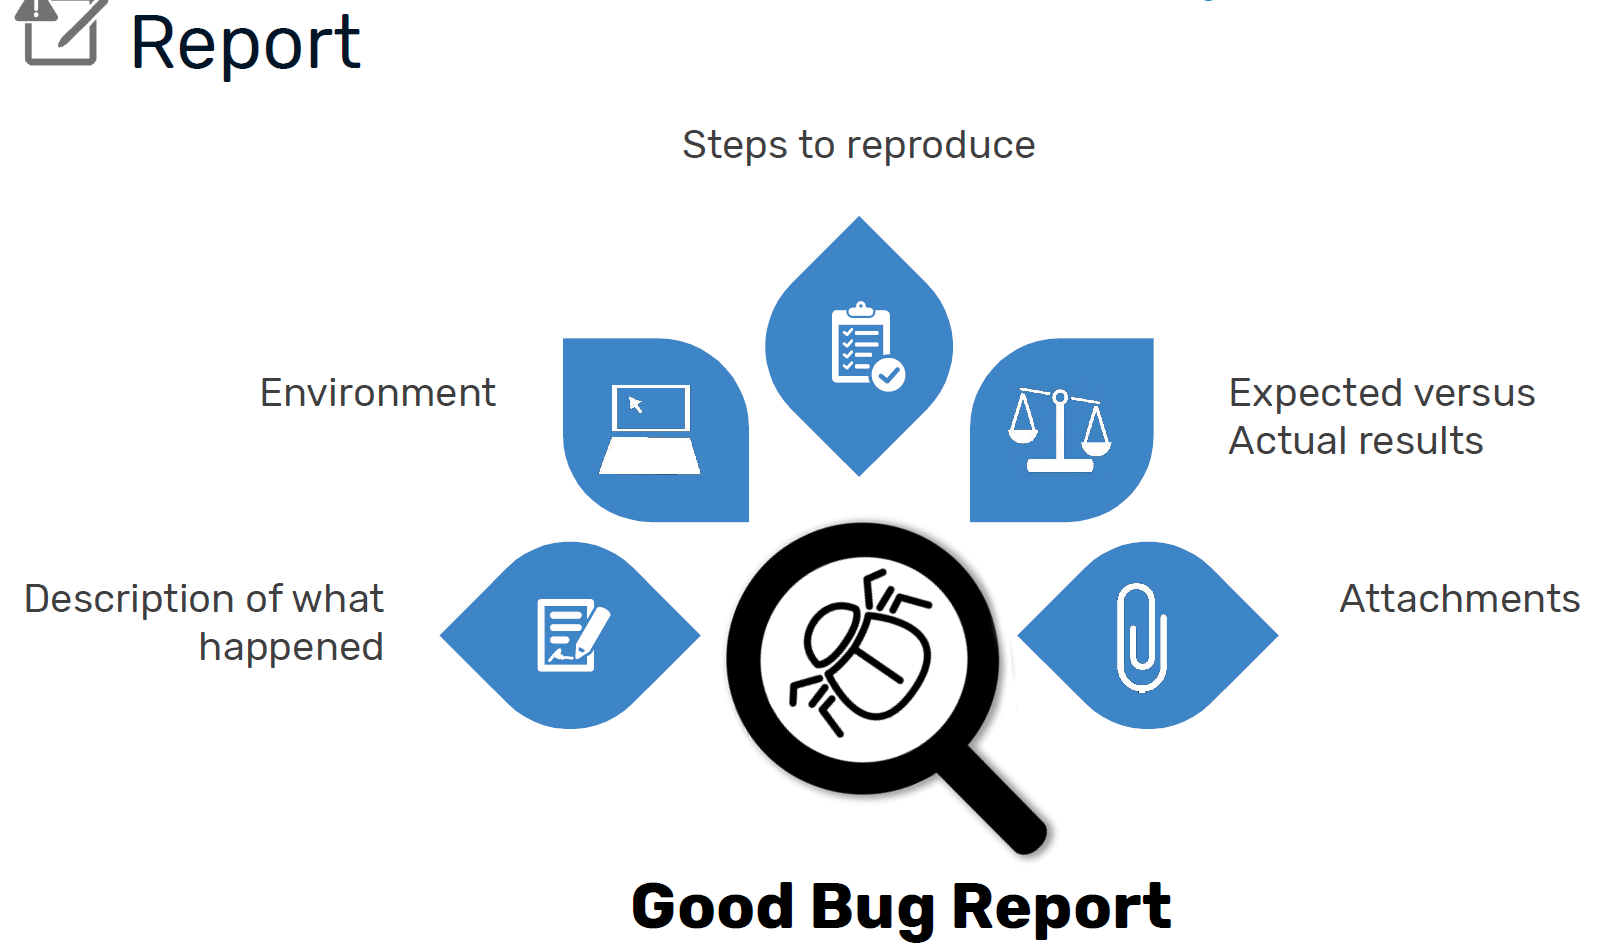 Report
Steps to reproduce
Environment
Expected versus
Actual results
Description of what
happened
Attachments
Good Bug Report